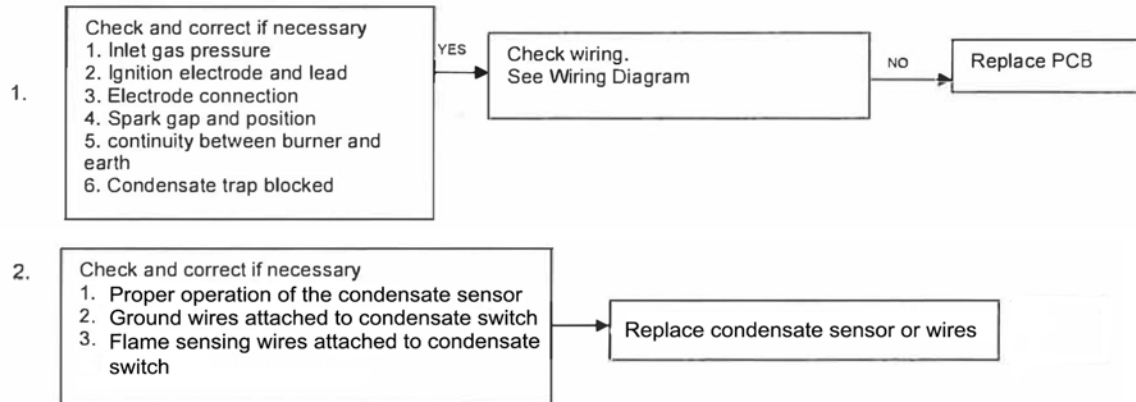 1.
Check and correct if necessary
1. Inlet gas pressure
2. Ignition electrode and lead
3. Electrode connection
4. Spark gap and position
5. continuity between burner and
earth
6. Condensate trap blocked
YES
Check wiring.
See Wiring Diagram
NO
Replace PCB
2.
Check and correct if necessary
1. Proper operation of the condensate sensor
2. Ground wires attached to condensate switch
3. Flame sensing wires attached to condensate
switch
Replace condensate sensor or wires